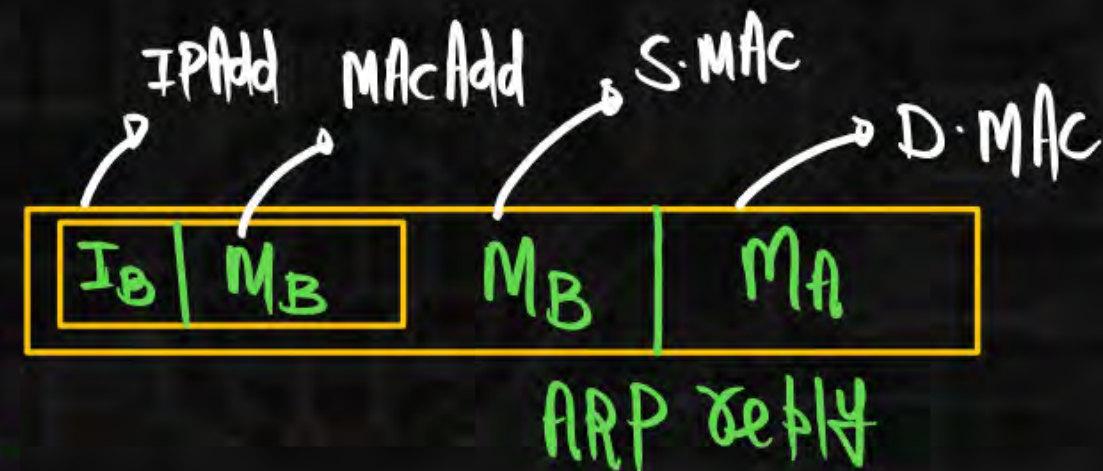 IPAdd MAcAdd S.MAC
D.MAC
IB MB MB MA
ARP reply